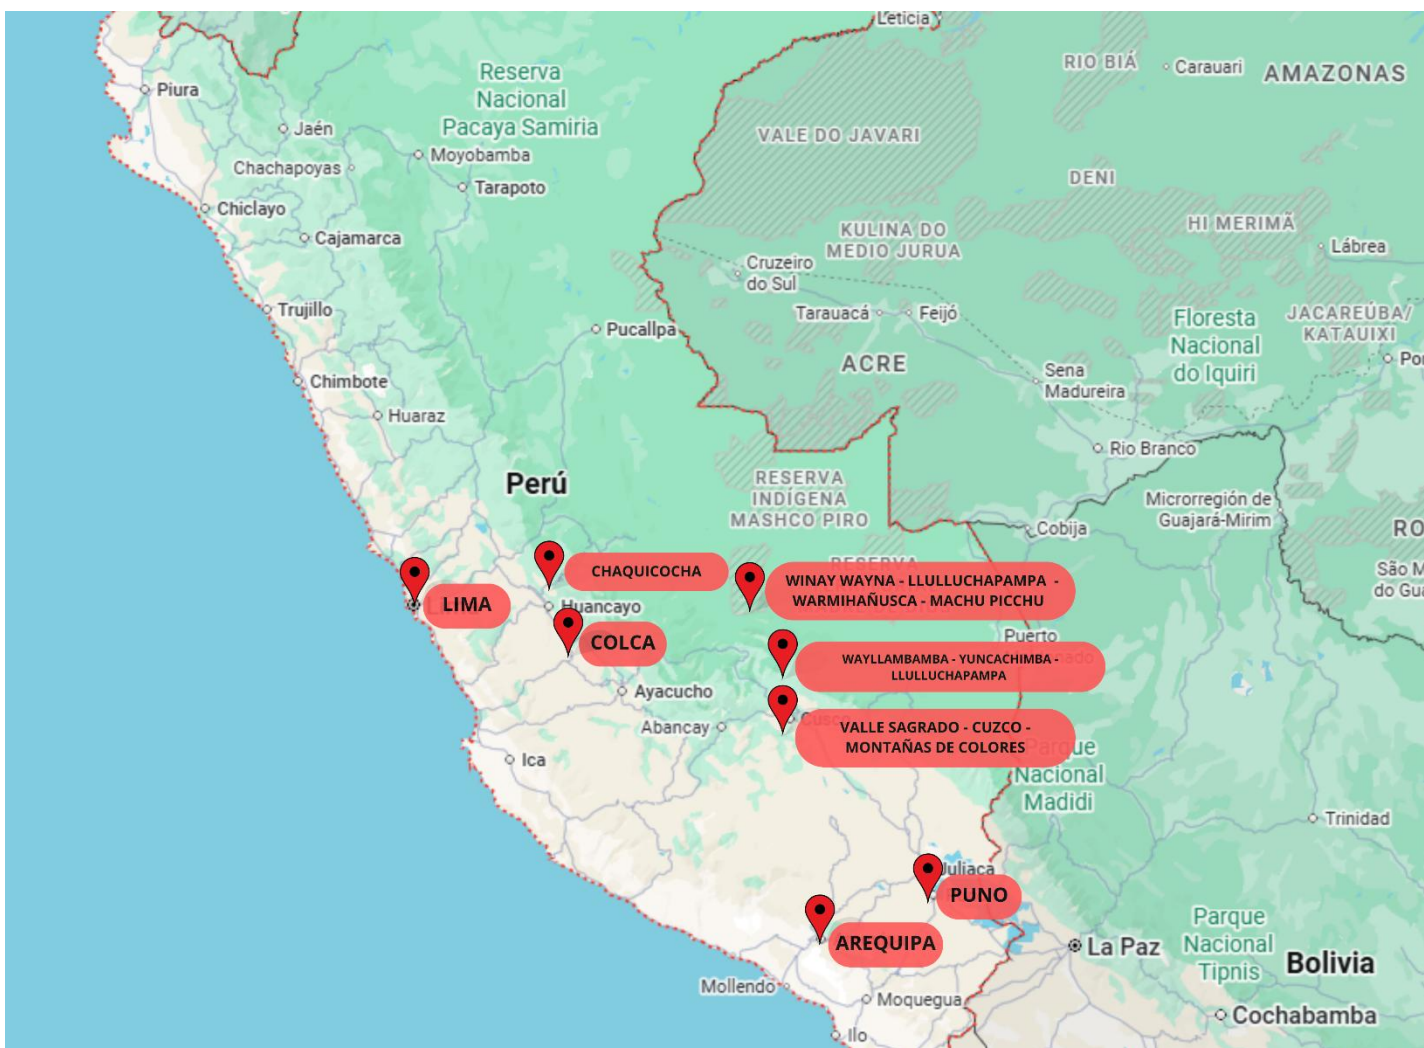 Leticia
RIO BIÁ
Carauari
AMAZONAS
Piura
Reserva
Nacional
Pacaya Samiria
VALE DO JAVARI
Jaén
Moyobamba
Chachapoyas
Tarapoto
DENI
Chiclayo
Cajamarca
KULINA DO
MEDIO JURUA
HI MERIMÃ
Lábrea
Cruzeiro
do Sul
Trujillo
Tarauacá
Feijó
Floresta
Nacional
do Iquiri
JACAREÚBA/
KATAUIXI
Pucallpa
ACRE
Chimbote
Sena
Madureira
Huaraz
Rio Branco
Perú
RESERVA
INDÍGENA
MASHCO PIRO
Microrregión de
Guajará-Mirim
Cobija
CHAQUICOCHA
RESERVA
WINAY WAYNA - LLULLUCHAPAMPA -
WARMIHAÑUSCA - MACHU PICCHU
LIMA
Huancayo
COLCA
Puerto
WAYLLAMBAMBA - YUNCACHIMBA -
LLULLUCHAPAMPA
Ayacucho
Abancay
Cusco
VALLE SAGRADO - CUZCO -
MONTAÑAS DE COLORES
Parque
Nacional
Madidi
Ica
Trinidad
Juliaca
PUNO
AREQUIPA
Parque
Nacional
Tipnis
La Paz
Bolivia
Mollendo
Moquegua
Cochabamba
Ilo